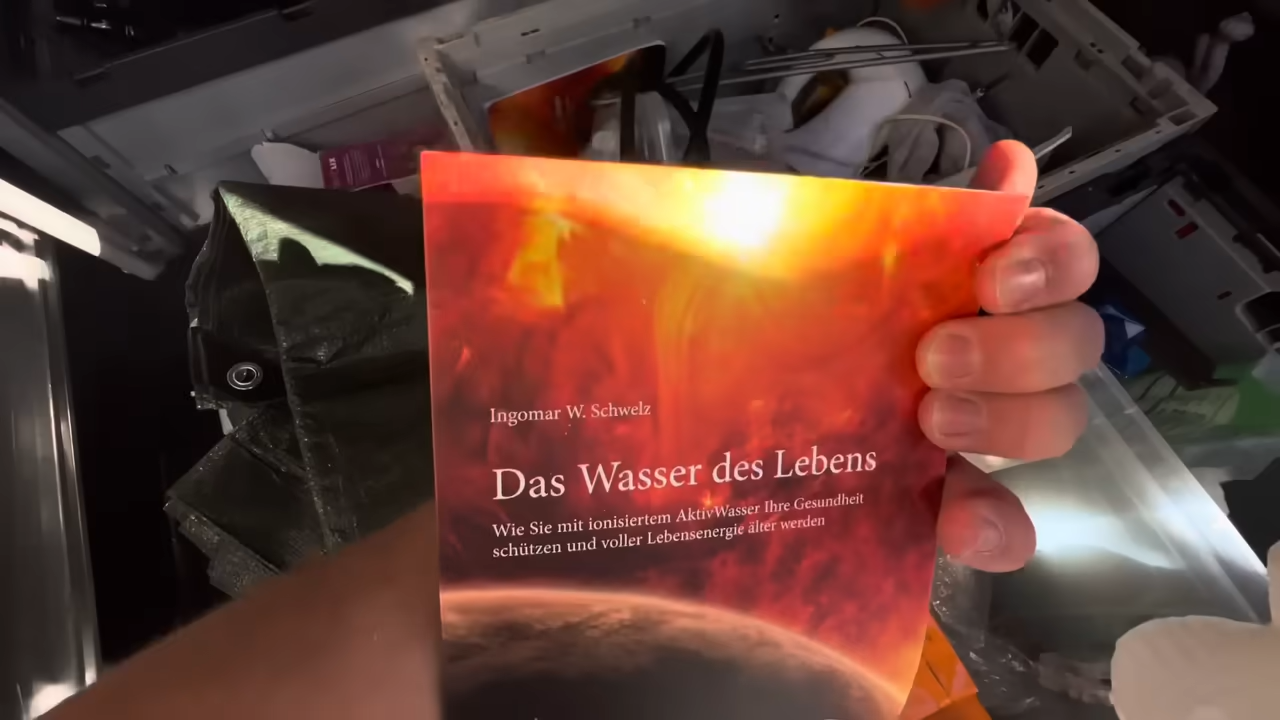 Ingomar W. Schwelz
Das Wasser des Lebens
Wie Sie mit ionisiertem AktivWasser Ihre Gesundheit
schützen und voller Lebensenergie älter werden